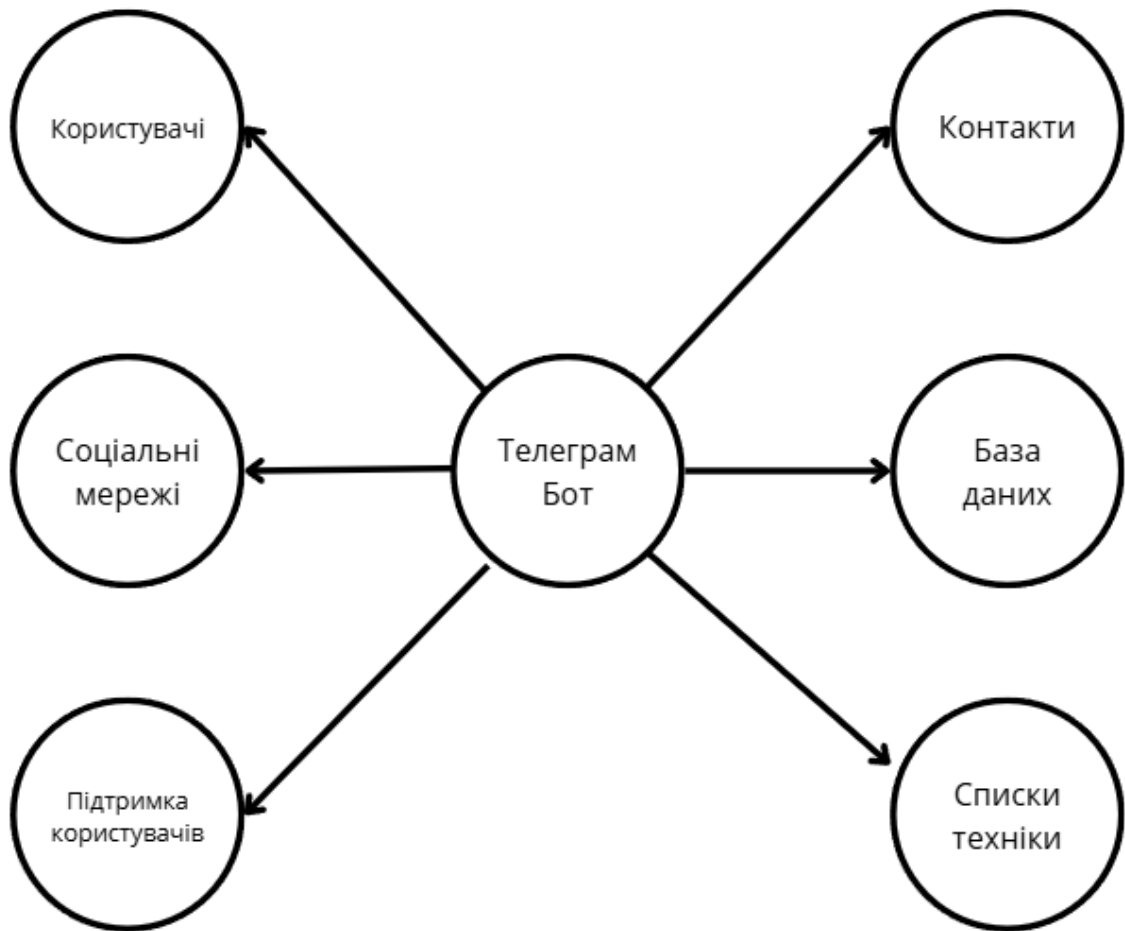 Користувачі
Контакти
Соціальні
мережі
Телеграм
Бот
База
даних
Підтримка
користувачів
Списки
техніки